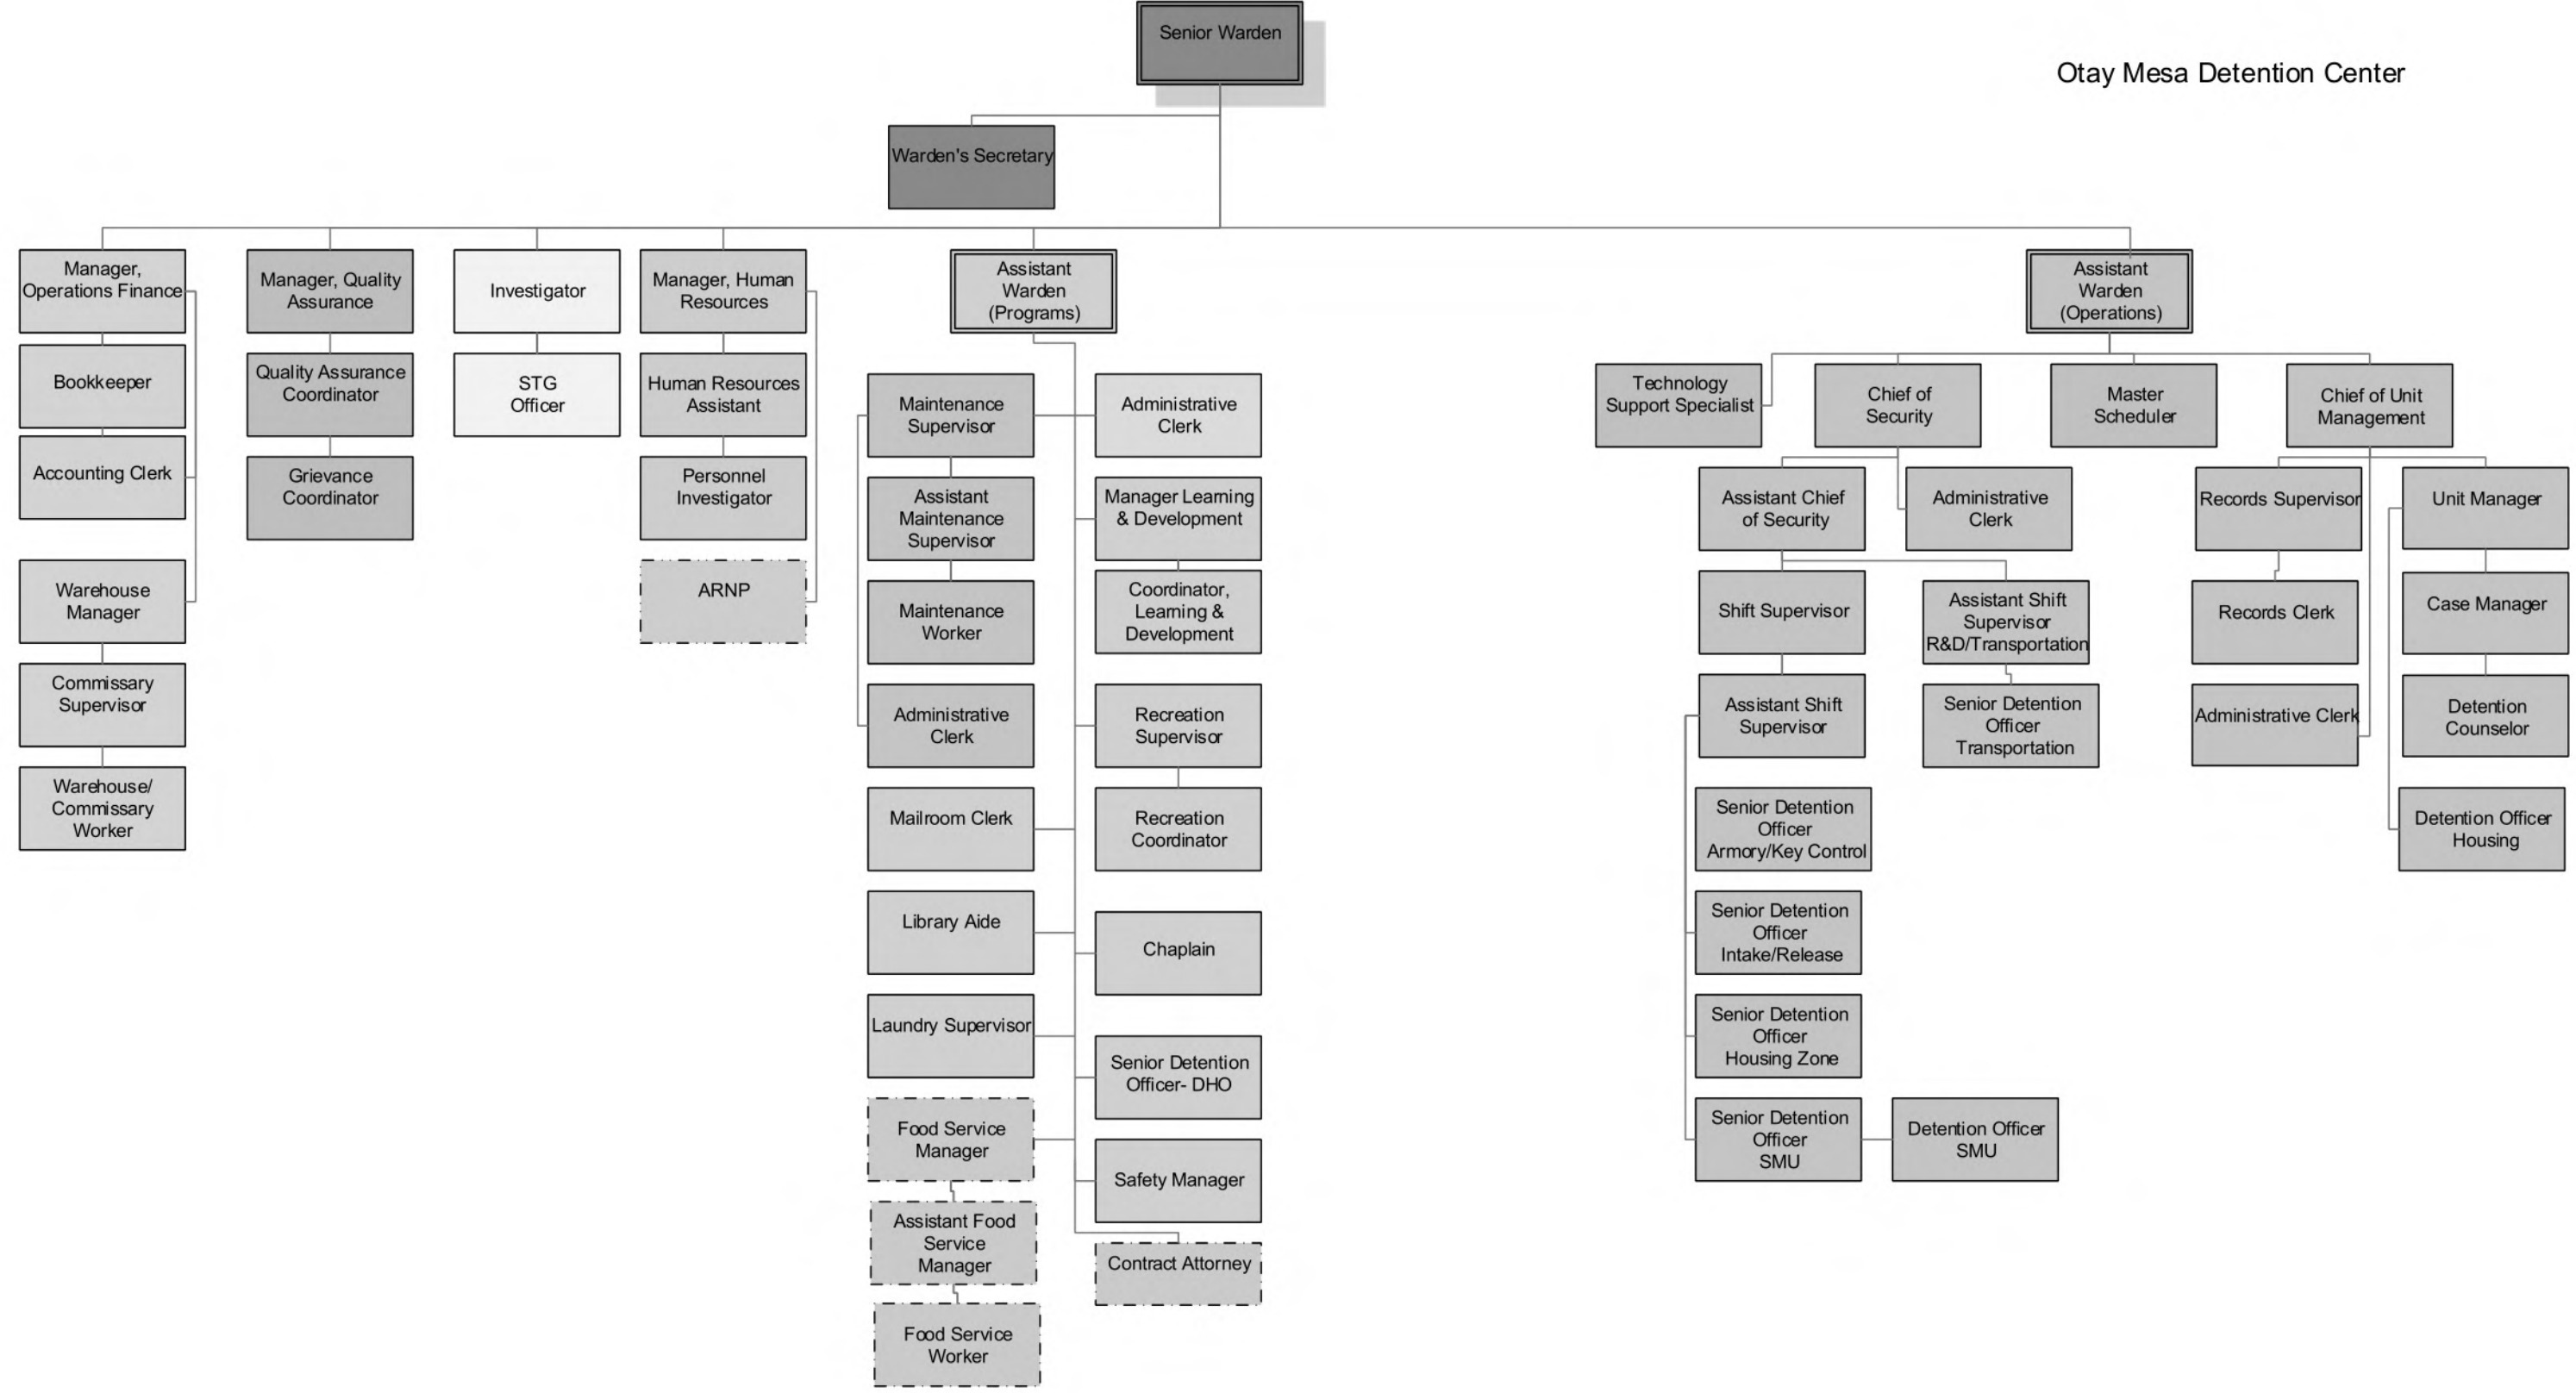 Senior Warden
Otay Mesa Detention Center
Warden's Secretary
Manager,
Operations Finance
Bookkeeper
Accounting Clerk
Warehouse
Manager
Commissary
Supervisor
Warehouse/
Commissary
Worker
Manager, Quality
Assurance
Quality Assurance
Coordinator
Grievance
Coordinator
Investigator
STG
Officer
Manager, Human
Resources
Human Resources
Assistant
Personnel
Investigator
ARNP
Assistant
Warden
(Programs)
Maintenance
Supervisor
Assistant
Maintenance
Supervisor
Maintenance
Worker
Administrative
Clerk
Mailroom Clerk
Library Aide
Laundry Supervisor
Food Service
Manager
Assistant Food
Service
Manager
Food Service
Worker
Administrative
Clerk
Manager Learning
& Development
Coordinator,
Learning &
Development
Recreation
Supervisor
Recreation
Coordinator
Chaplain
Senior Detention
Officer- DHO
Safety Manager
Contract Attorney
Assistant
Warden
(Operations)
Technology
Support Specialist
Chief of
Security
Master
Scheduler
Chief of Unit
Management
Assistant Chief
of Security
Administrative
Clerk
Shift Supervisor
Assistant Shift
Supervisor
R&D/Transportation
Assistant Shift
Supervisor
Senior Detention
Officer
Transportation
Senior Detention
Officer
Armory/Key Control
Senior Detention
Officer
Intake/Release
Senior Detention
Officer
Housing Zone
Senior Detention
Officer
SMU
Detention Officer
SMU
Records Supervisor
Records Clerk
Administrative Clerk
Unit Manager
Case Manager
Detention
Counselor
Detention Officer
Housing